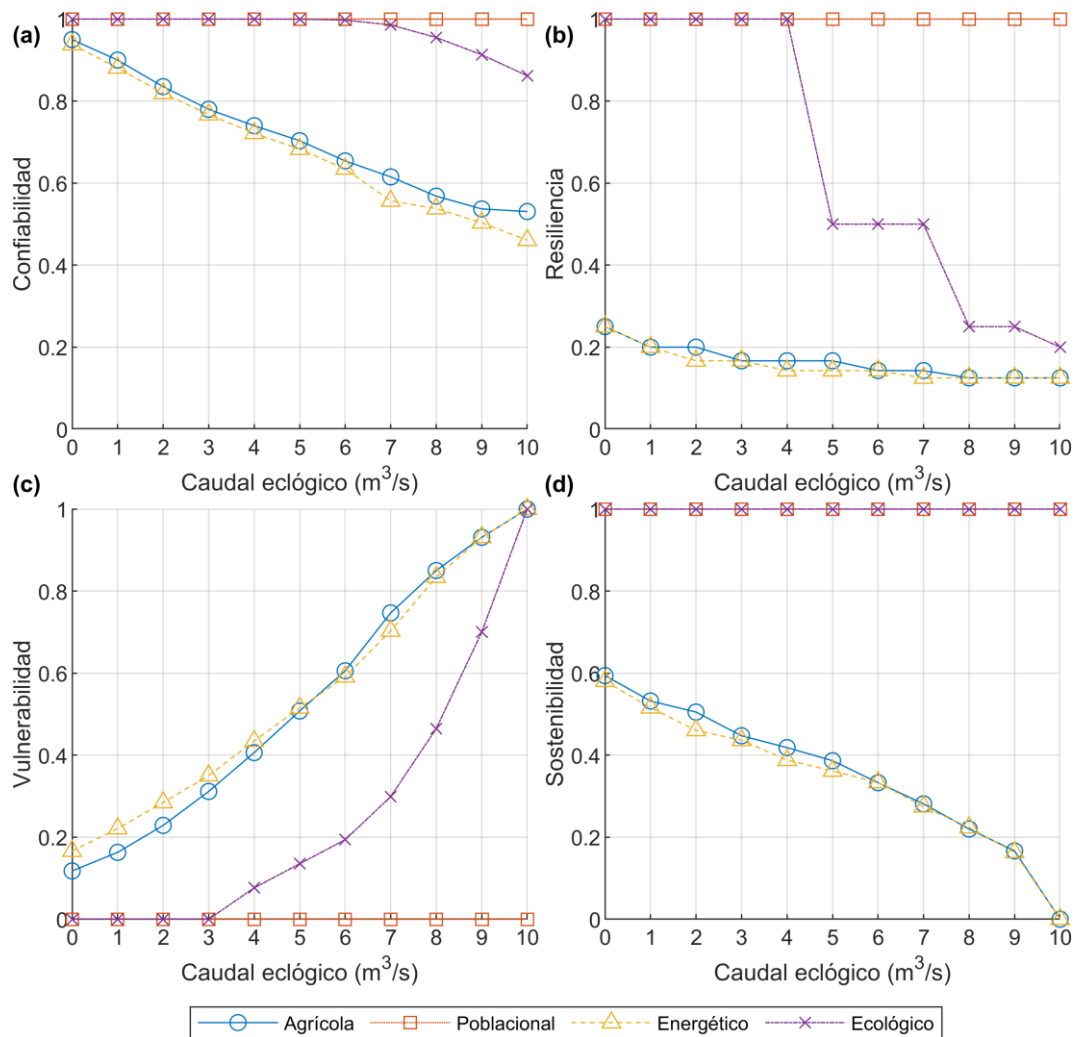 (a)
Confiabilidad
1
0.8
0.6
0.4
0.2
0
0 1 2 3 4 5 6 7 8 9 10
Caudal eclógico (m³/s)
(b)
Resiliencia
1
0.8
0.6
0.4
0.2
0
0 1 2 3 4 5 6 7 8 9 10
Caudal eclógico (m³/s)
(c)
Vulnerabilidad
1
0.8
0.6
0.4
0.2
0
0 1 2 3 4 5 6 7 8 9 10
Caudal eclógico (m³/s)
(d)
Sostenibilidad
1
0.8
0.6
0.4
0.2
0
0 1 2 3 4 5 6 7 8 9 10
Caudal eclógico (m³/s)
Agrícola Poblacional Energético Ecológico